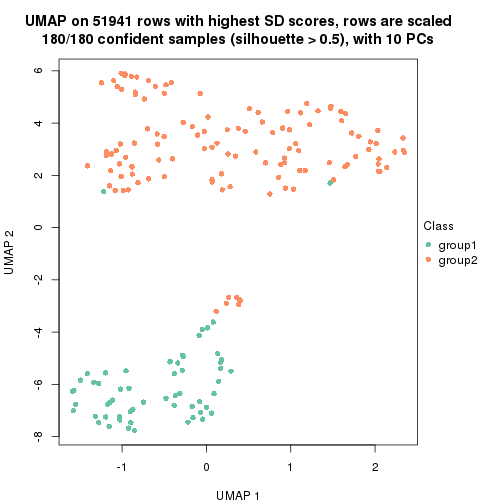 UMAP on 51941 rows with highest SD scores, rows are scaled
180/180 confident samples (silhouette > 0.5), with 10 PCs
6
4
2
0
-2
-4
-6
-8
UMAP 2
-1
0
1
2
UMAP 1
Class
group1
group2